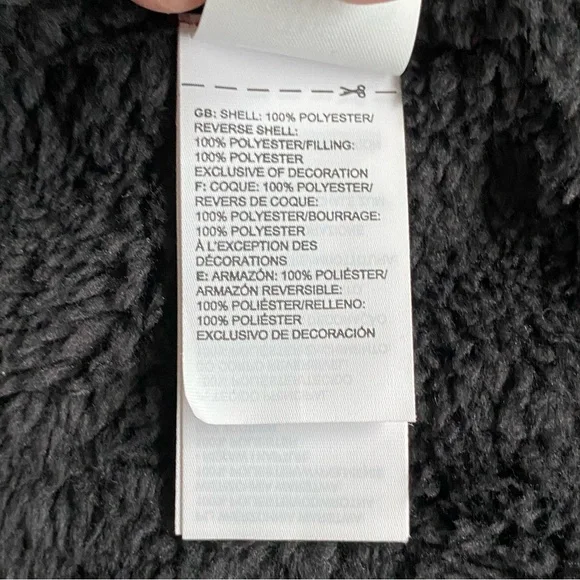 GB: SHELL: 100% POLYESTER/
REVERSE SHELL:
100% POLYESTER/FILLING:
100% POLYESTER
EXCLUSIVE OF DECORATION
F: COQUE: 100% POLYESTER/
REVERS DE COQUE:
100% POLYESTER/BOURRAGE:
100% POLYESTER
À L'EXCEPTION DES
DÉCORATIONS
E: ARMAZÓN: 100% POLIÉSTER/
ARMAZÓN REVERSIBLE:
100% POLIÉSTER/RELLENO:
100% POLIÉSTER
EXCLUSIVO DE DECORACIÓN